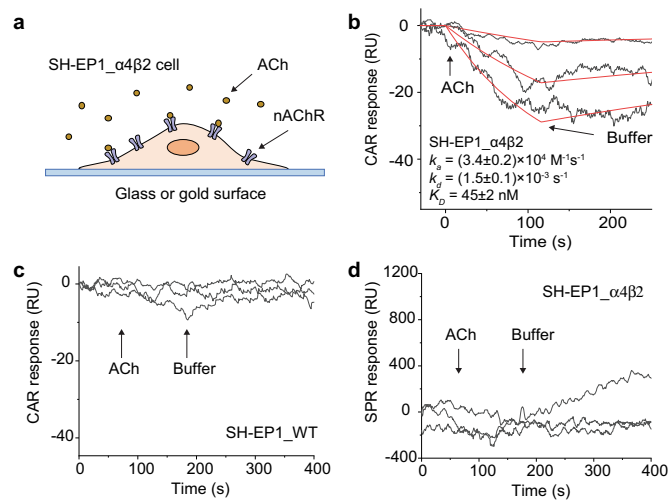 a
SH-EP1_α4β2 cell
ACh
nAChR
Glass or gold surface
b
CAR response (RU)
0
-20
-40
ACh
Buffer
SH-EP1_α4β2
kₐ = (3.4±0.2)×10⁴ M⁻¹s⁻¹
k_d = (1.5±0.1)×10⁻³ s⁻¹
K_D = 45±2 nM
0 100 200
Time (s)
c
CAR response (RU)
0
-20
-40
ACh
Buffer
SH-EP1_WT
0 100 200 300 400
Time (s)
d
SPR response (RU)
1200
800
400
0
-400
SH-EP1_α4β2
ACh
Buffer
0 100 200 300 400
Time (s)